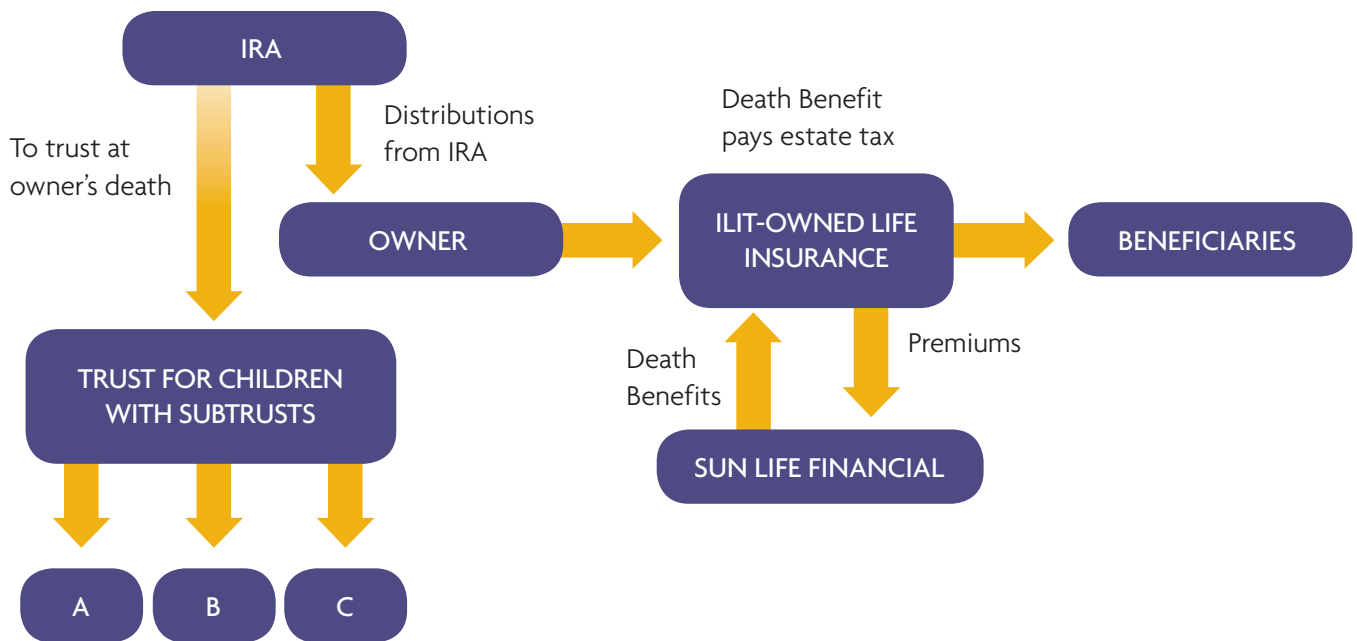 IRA
To trust at
owner’s death
Distributions
from IRA
Death Benefit
pays estate tax
OWNER
ILIT-OWNED LIFE
INSURANCE
BENEFICIARIES
Death
Benefits
Premiums
TRUST FOR CHILDREN
WITH SUBTRUSTS
SUN LIFE FINANCIAL
A
B
C